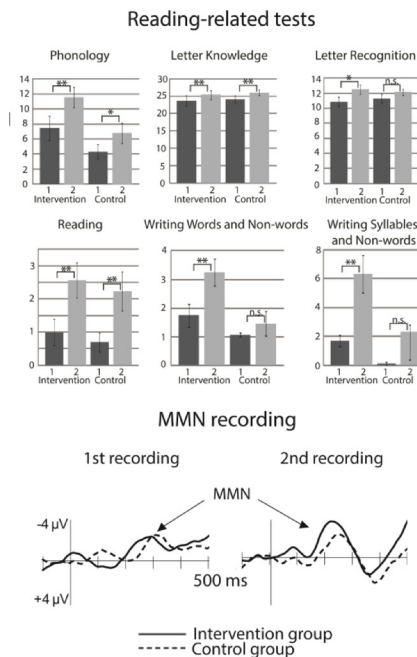 Reading-related tests
Phonology
Letter Knowledge
Letter Recognition
14
12
10
8
6
4
2
0
**
*
1 2 1 2
Intervention Control
30
25
20
15
10
5
0
**
**
1 2 1 2
Intervention Control
14
12
10
8
6
4
2
0
*
n.s.
1 2 1 2
Intervention Control
Reading
Writing Words and Non-words
Writing Syllables
and Non-words
3
2
1
0
**
**
1 2 1 2
Intervention Control
4
3
2
1
0
**
n.s.
1 2 1 2
Intervention Control
8
6
4
2
0
**
n.s.
1 2 1 2
Intervention Control
MMN recording
1st recording
2nd recording
MMN
-4 µV
+4 µV
500 ms
Intervention group
Control group